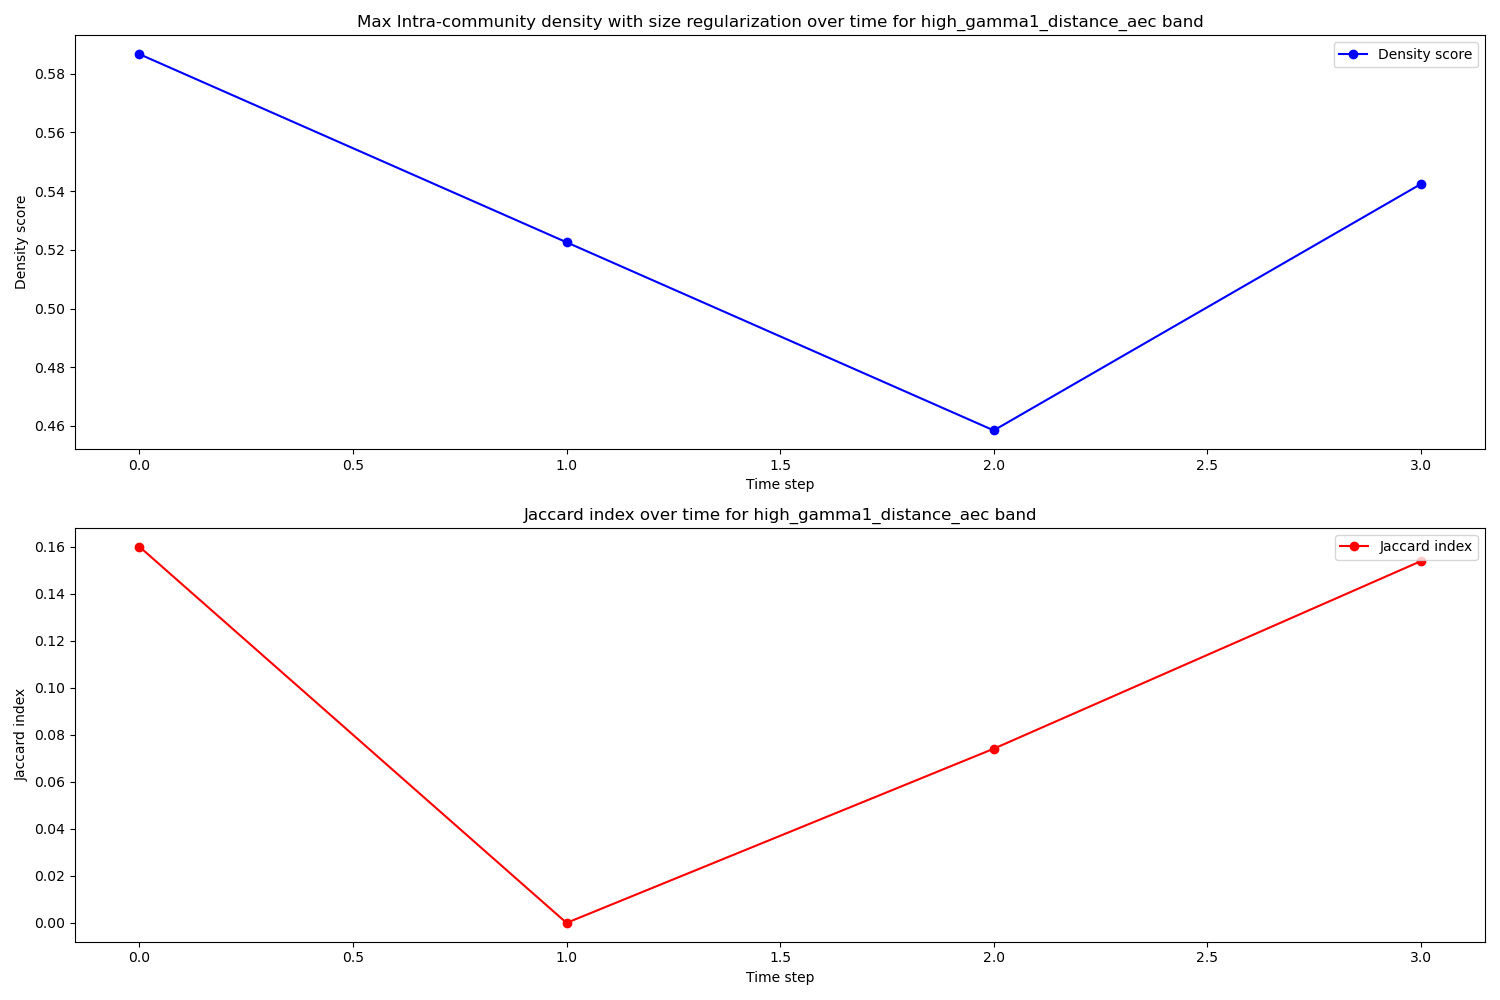 Max Intra-community density with size regularization over time for high_gamma1_distance_aec band
Density score
0.58
0.56
0.54
0.52
0.50
0.48
0.46
Density score
0.0 0.5 1.0 1.5 2.0 2.5 3.0
Time step
Jaccard index over time for high_gamma1_distance_aec band
Jaccard index
0.16
0.14
0.12
0.10
0.08
0.06
0.04
0.02
0.00
Jaccard index
0.0 0.5 1.0 1.5 2.0 2.5 3.0
Time step